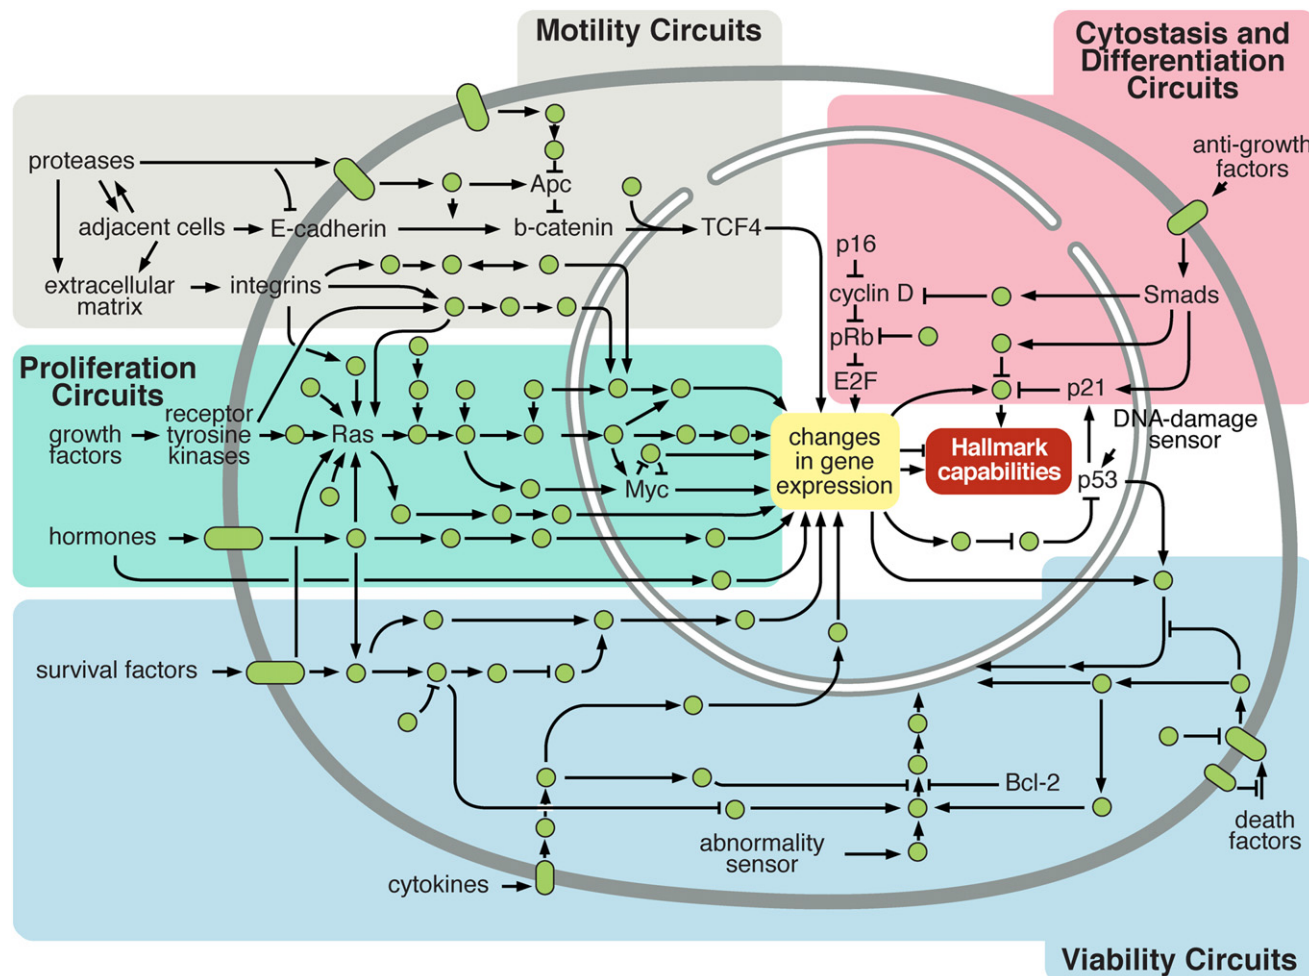 Motility Circuits
Cytostasis and
Differentiation
Circuits
proteases
anti-growth
factors
Apc
adjacent cells
E-cadherin
b-catenin
TCF4
p16
extracellular
matrix
integrins
cyclin D
Smads
pRb
Proliferation
Circuits
E2F
p21
growth
factors
receptor
tyrosine
kinases
Ras
changes
in gene
expression
Hallmark
capabilities
DNA-damage
sensor
Myc
p53
hormones
survival factors
Bcl-2
abnormality
sensor
death
factors
cytokines
Viability Circuits